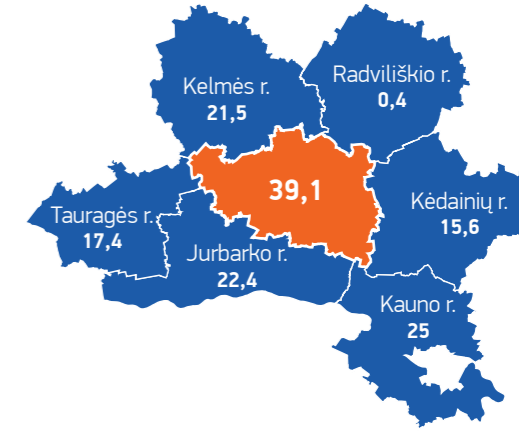 Kelmės r.
21,5
Radviliškio r.
0,4
39,1
Tauragės r.
17,4
Kėdainių r.
15,6
Jurbarko r.
22,4
Kauno r.
25